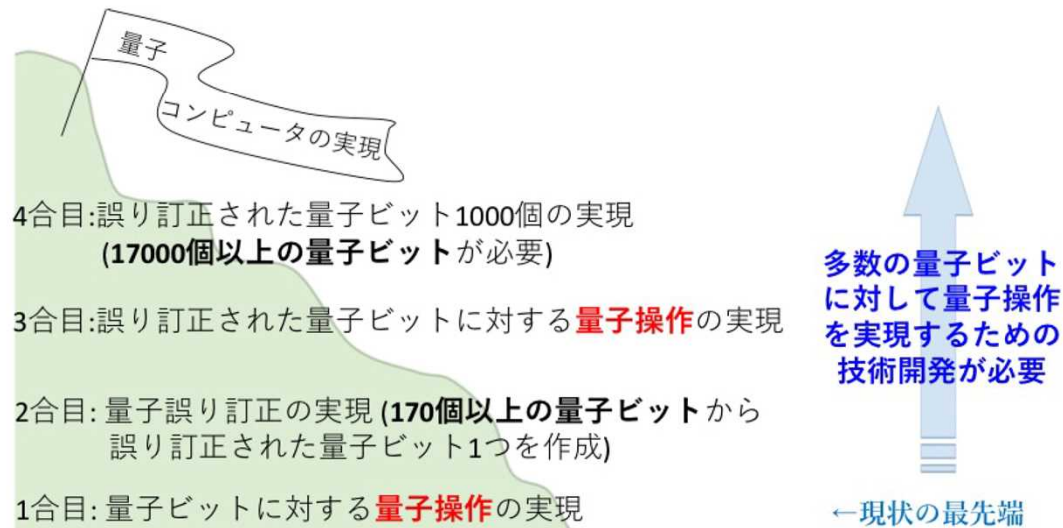 量子
コンピュータの実現
4合目:誤り訂正された量子ビット1000個の実現
(17000個以上の量子ビットが必要)
3合目:誤り訂正された量子ビットに対する量子操作の実現
2合目: 量子誤り訂正の実現 (170個以上の量子ビットから
誤り訂正された量子ビット1つを作成)
1合目: 量子ビットに対する量子操作の実現
多数の量子ビット
に対して量子操作
を実現するための
技術開発が必要
←現状の最先端